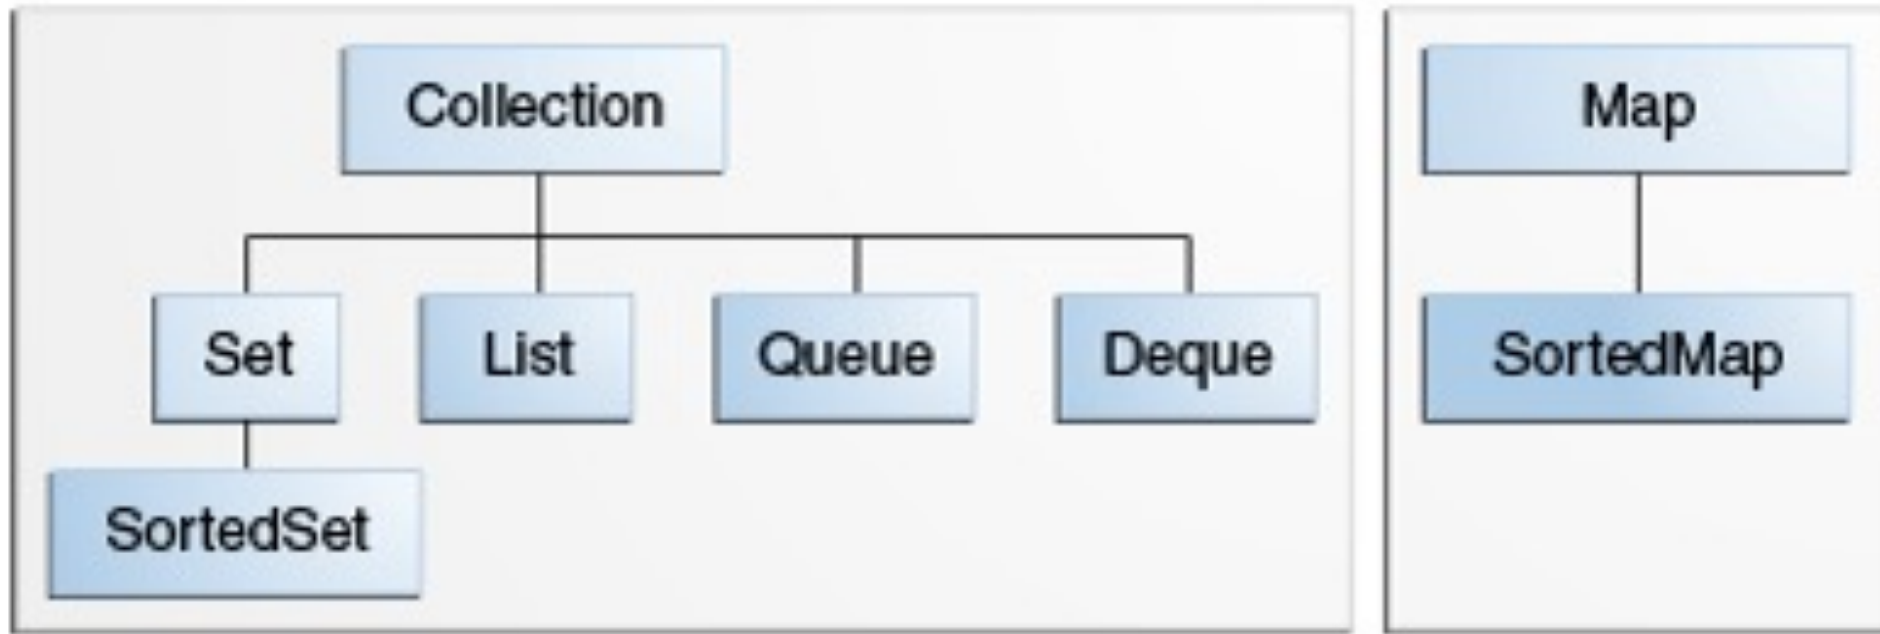 Collection
Map
Set
List
Queue
Deque
SortedMap
SortedSet